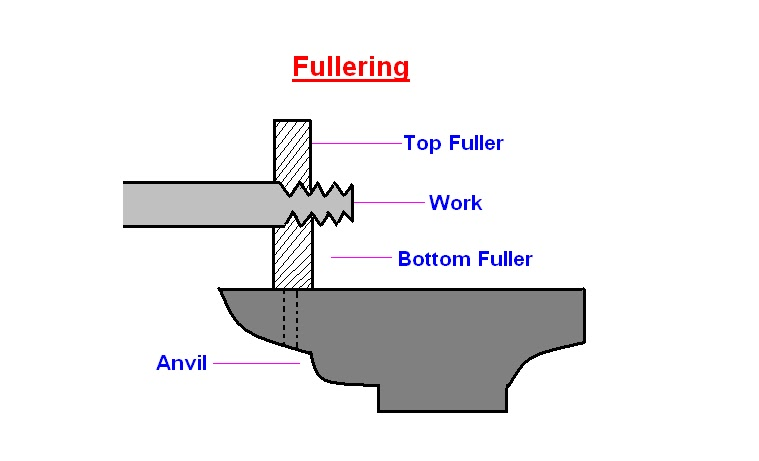 Fullering
Top Fuller
Work
Bottom Fuller
Anvil